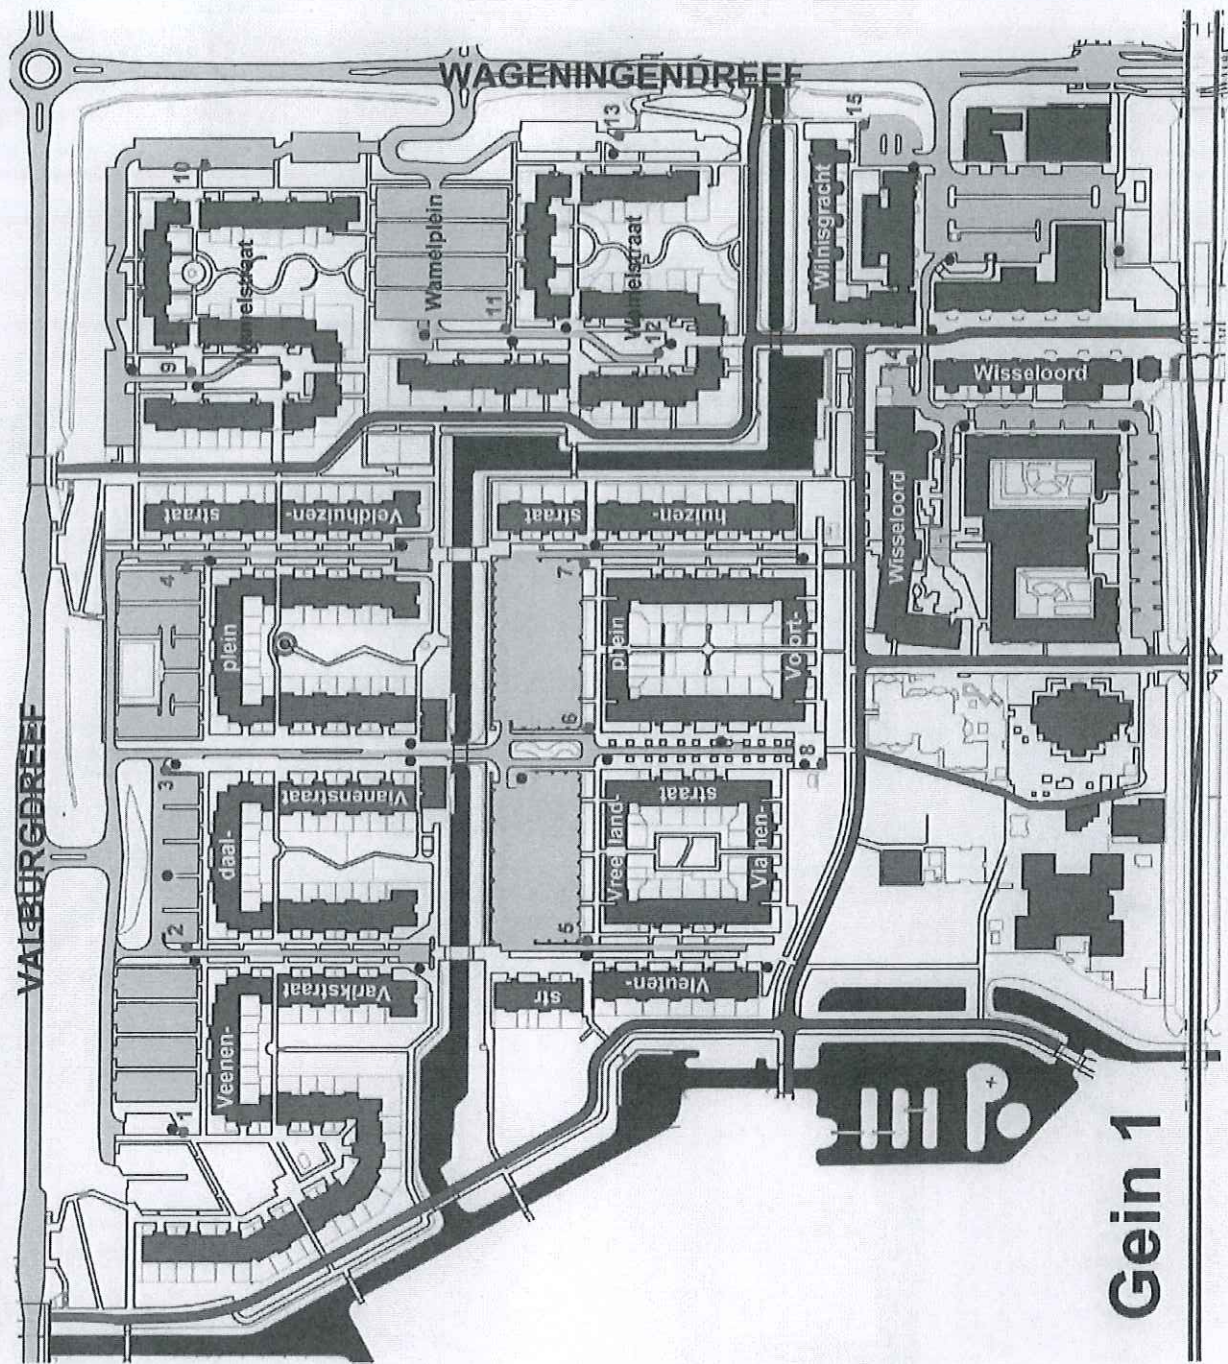 WAGENINGENDREEF
VALBURGDREEF
13
15
10
Wamelstraat
Wamelplein
Wamelstraat
Wilnisgracht
11
12
9
14
Wisseloord
Wisseloord
Veldhuizen-
straat
huizen-
straat
4
7
plein
plein
Voort-
6
8
3
Vianenstraat
daal-
Vreeland-
straat
Vianen-
2
5
Varikstraat
Veenen-
str
Vleuten-
1
Gein 1